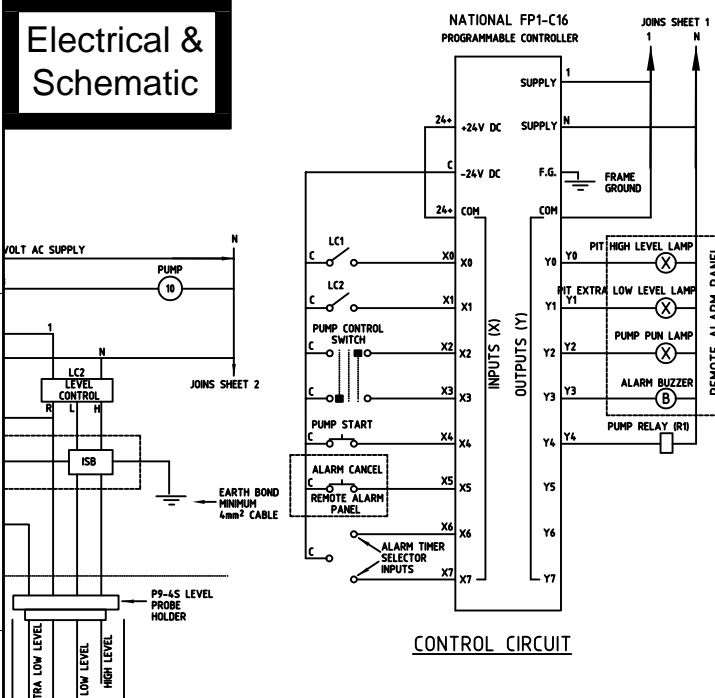 Electrical &
Schematic
NATIONAL FP1-C16
PROGRAMMABLE CONTROLLER
JOINS SHEET 1
1 N
SUPPLY 1
24+ +24V DC SUPPLY N
C -24V DC F.G. FRAME
GROUND
24+ COM COM
VOLT AC SUPPLY N
PUMP
10
LC1
C X0 X0 Y0 Y0 PIT HIGH LEVEL LAMP X
LC2
C X1 X1 Y1 Y1 PIT EXTRA LOW LEVEL LAMP X
PUMP CONTROL
SWITCH
C X2 X2 Y2 Y2 PUMP PUN LAMP X
INPUTS (X)
OUTPUTS (Y)
REMOTE ALARM PANEL
1 N
JOINS SHEET 2
LC2
LEVEL
CONTROL
R L H
C X3 X3 Y3 Y3 ALARM BUZZER B
PUMP START
C X4 X4 Y4 Y4 PUMP RELAY (R1)
ISB
ALARM CANCEL
C X5 X5 Y5
REMOTE ALARM
PANEL
EARTH BOND
MINIMUM
4mm² CABLE
X6 X6 Y6
C ALARM TIMER
SELECTOR
INPUTS
X7 X7 Y7
P9-4S LEVEL
PROBE
HOLDER
TRA LOW LEVEL
LOW LEVEL
HIGH LEVEL
CONTROL CIRCUIT